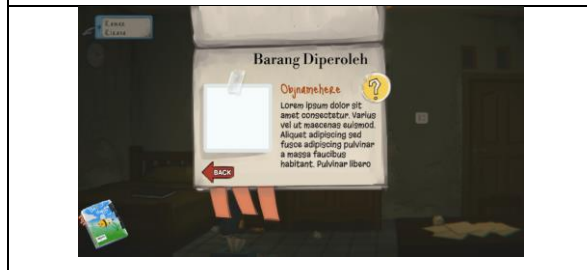 Barang Diperoleh
Objnamehere
Lorem ipsum dolor sit
amet consectetur. Varius
vel ut maecenas euismod.
Aliquet adipiscing sed
fusce adipiscing pulvinar
a massa faucibus
habitant. Pulvinar libero
?
BACK